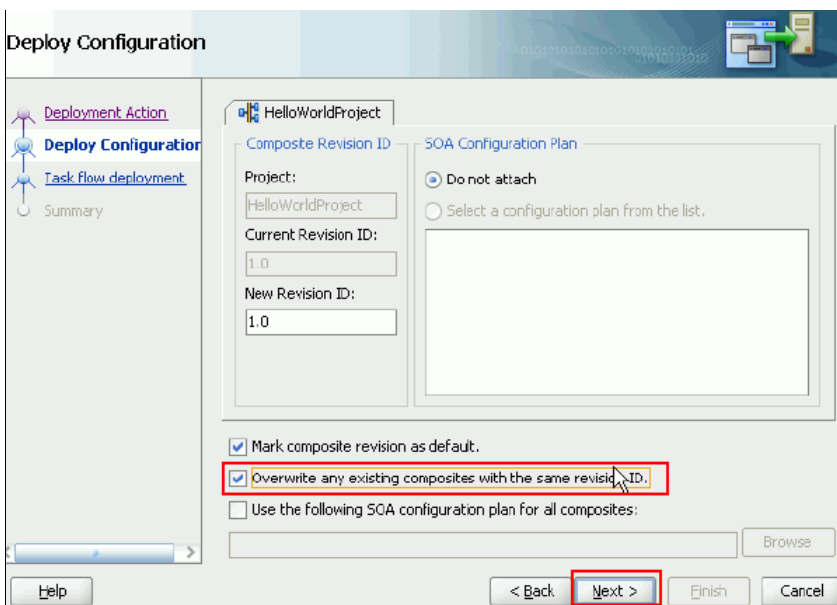 Deploy Configuration
Deployment Action
Deploy Configuration
Task flow deployment
Summary
HelloWorldProject
Composite Revision ID
Project:
HelloWorldProject
Current Revision ID:
1.0
New Revision ID:
1.0
SOA Configuration Plan
Do not attach
Select a configuration plan from the list.
Mark composite revision as default.
Overwrite any existing composites with the same revision ID.
Use the following SOA configuration plan for all composites:
Browse
Help
< Back
Next >
Finish
Cancel